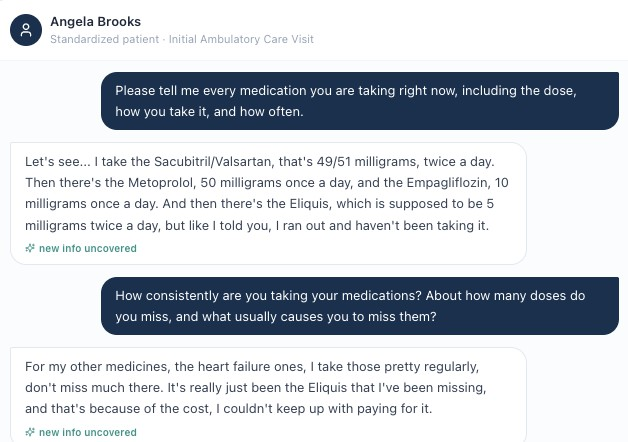 Angela Brooks
Standardized patient · Initial Ambulatory Care Visit
Please tell me every medication you are taking right now, including the dose,
how you take it, and how often.
Let's see... I take the Sacubitril/Valsartan, that's 49/51 milligrams, twice a day.
Then there's the Metoprolol, 50 milligrams once a day, and the Empagliflozin, 10
milligrams once a day. And then there's the Eliquis, which is supposed to be 5
milligrams twice a day, but like I told you, I ran out and haven't been taking it.
new info uncovered
How consistently are you taking your medications? About how many doses do
you miss, and what usually causes you to miss them?
For my other medicines, the heart failure ones, I take those pretty regularly,
don't miss much there. It's really just been the Eliquis that I've been missing,
and that's because of the cost, I couldn't keep up with paying for it.
new info uncovered